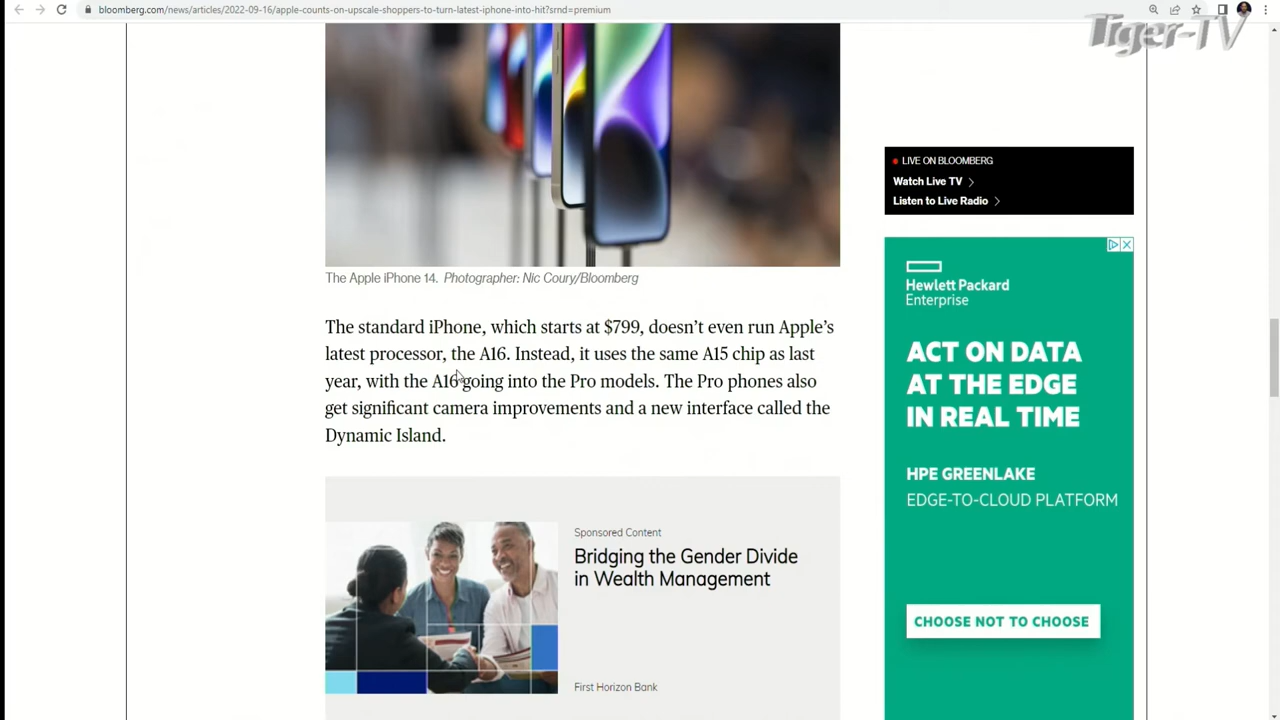 bloomberg.com/news/articles/2022-09-16/apple-counts-on-upscale-shoppers-to-turn-latest-iphone-into-hit?srnd=premium
Tiger-TV
The Apple iPhone 14. Photographer: Nic Coury/Bloomberg
The standard iPhone, which starts at $799, doesn’t even run Apple’s
latest processor, the A16. Instead, it uses the same A15 chip as last
year, with the A16 going into the Pro models. The Pro phones also
get significant camera improvements and a new interface called the
Dynamic Island.
Sponsored Content
Bridging the Gender Divide
in Wealth Management
First Horizon Bank
LIVE ON BLOOMBERG
Watch Live TV
Listen to Live Radio
Hewlett Packard
Enterprise
ACT ON DATA
AT THE EDGE
IN REAL TIME
HPE GREENLAKE
EDGE-TO-CLOUD PLATFORM
CHOOSE NOT TO CHOOSE